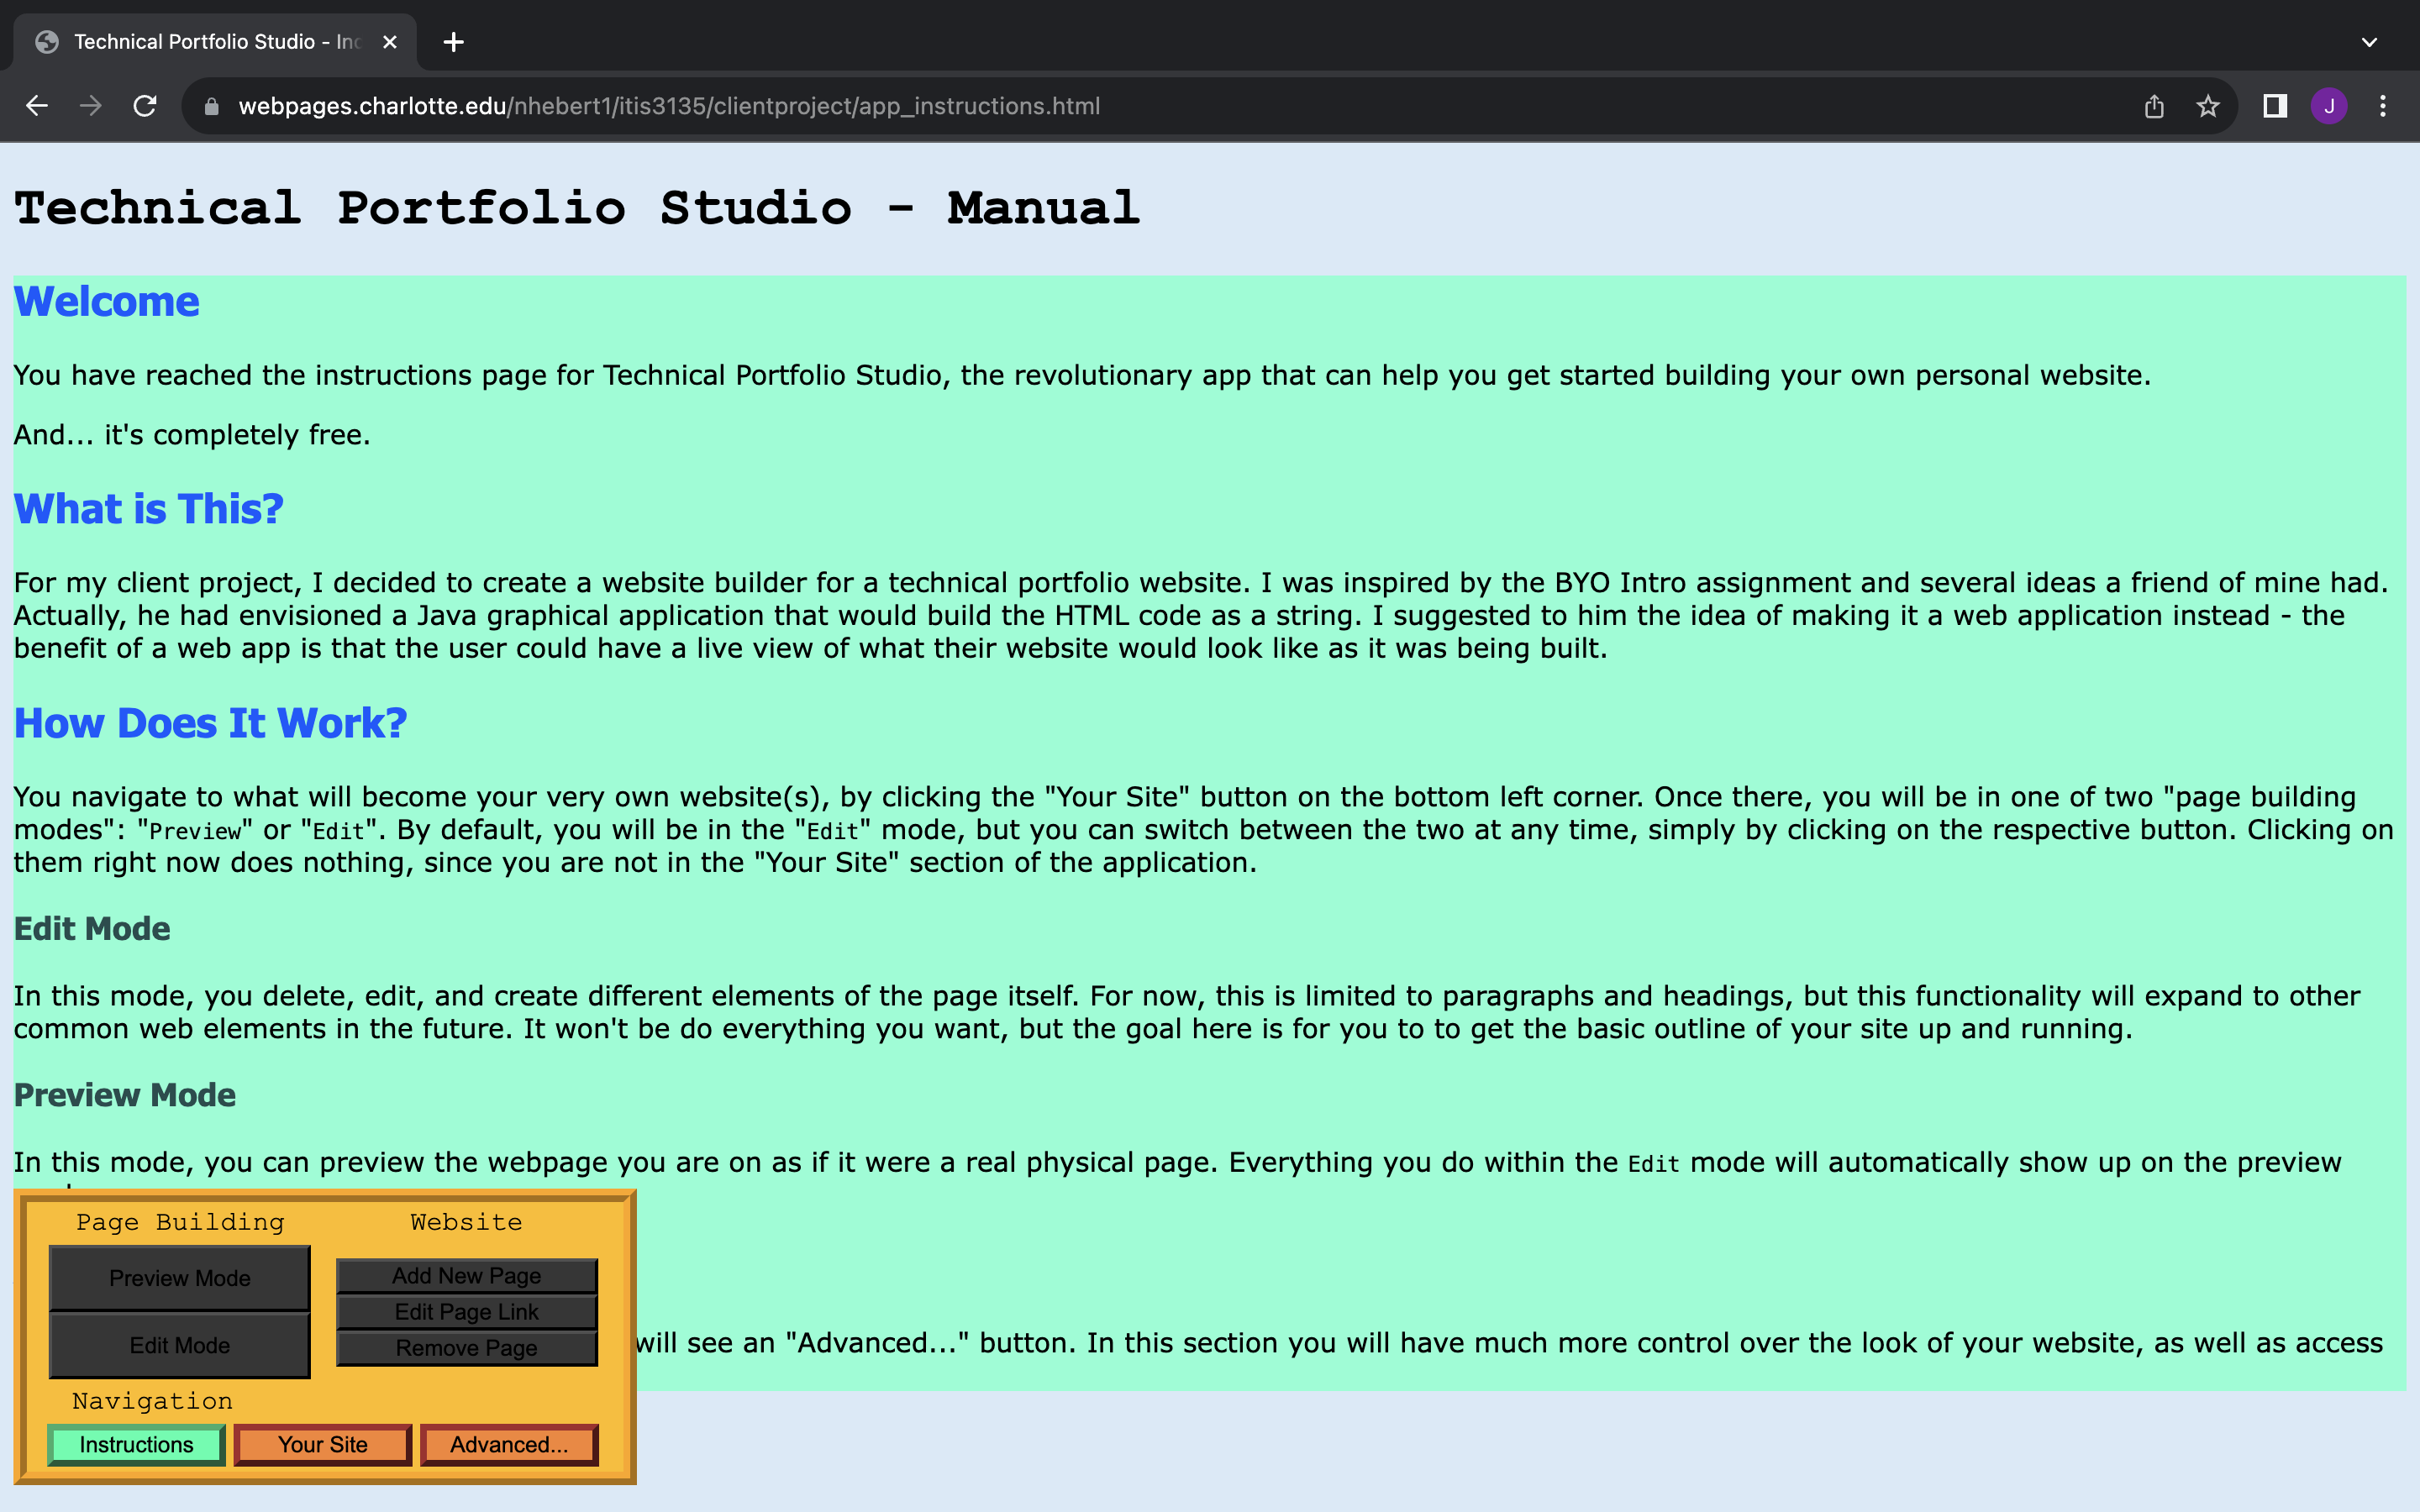 Technical Portfolio Studio - Inc
webpages.charlotte.edu/nhebert1/itis3135/clientproject/app_instructions.html
J
Technical Portfolio Studio - Manual
Welcome
You have reached the instructions page for Technical Portfolio Studio, the revolutionary app that can help you get started building your own personal website.
And... it's completely free.
What is This?
For my client project, I decided to create a website builder for a technical portfolio website. I was inspired by the BYO Intro assignment and several ideas a friend of mine had.
Actually, he had envisioned a Java graphical application that would build the HTML code as a string. I suggested to him the idea of making it a web application instead - the
benefit of a web app is that the user could have a live view of what their website would look like as it was being built.
How Does It Work?
You navigate to what will become your very own website(s), by clicking the "Your Site" button on the bottom left corner. Once there, you will be in one of two "page building
modes": "Preview" or "Edit". By default, you will be in the "Edit" mode, but you can switch between the two at any time, simply by clicking on the respective button. Clicking on
them right now does nothing, since you are not in the "Your Site" section of the application.
Edit Mode
In this mode, you delete, edit, and create different elements of the page itself. For now, this is limited to paragraphs and headings, but this functionality will expand to other
common web elements in the future. It won't be do everything you want, but the goal here is for you to to get the basic outline of your site up and running.
Preview Mode
In this mode, you can preview the webpage you are on as if it were a real physical page. Everything you do within the Edit mode will automatically show up on the preview
will see an "Advanced..." button. In this section you will have much more control over the look of your website, as well as access
Page Building
Preview Mode
Edit Mode
Website
Add New Page
Edit Page Link
Remove Page
Navigation
Instructions
Your Site
Advanced...